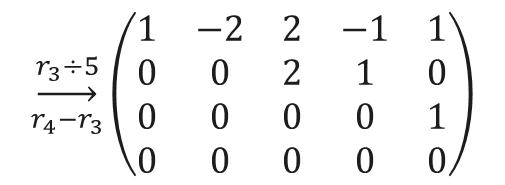 1 −2 2 −1 1
r₃÷5
0 0 2 1 0
r₄−r₃
0 0 0 0 1
0 0 0 0 0